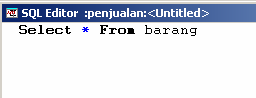 SQL Editor :penjualan:<Untitled>
Select * From barang